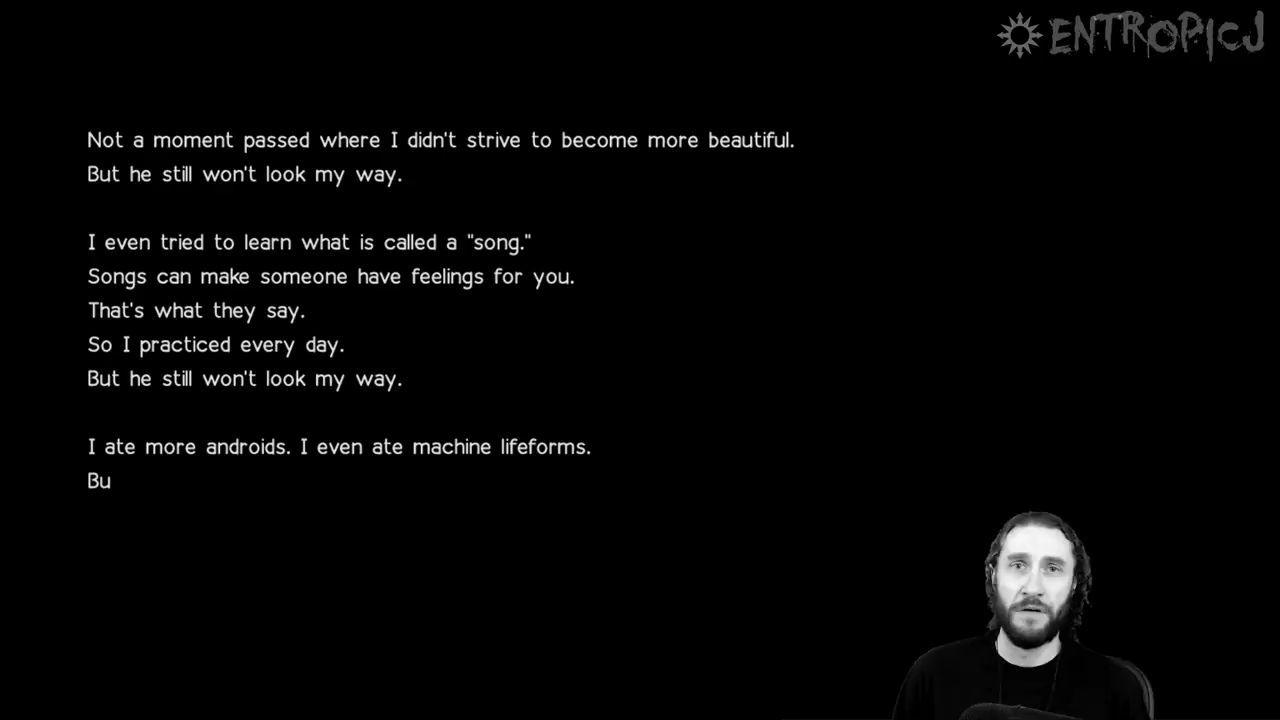 ENTROPICJ
Not a moment passed where I didn't strive to become more beautiful.
But he still won't look my way.
I even tried to learn what is called a "song."
Songs can make someone have feelings for you.
That's what they say.
So I practiced every day.
But he still won't look my way.
I ate more androids. I even ate machine lifeforms.
Bu